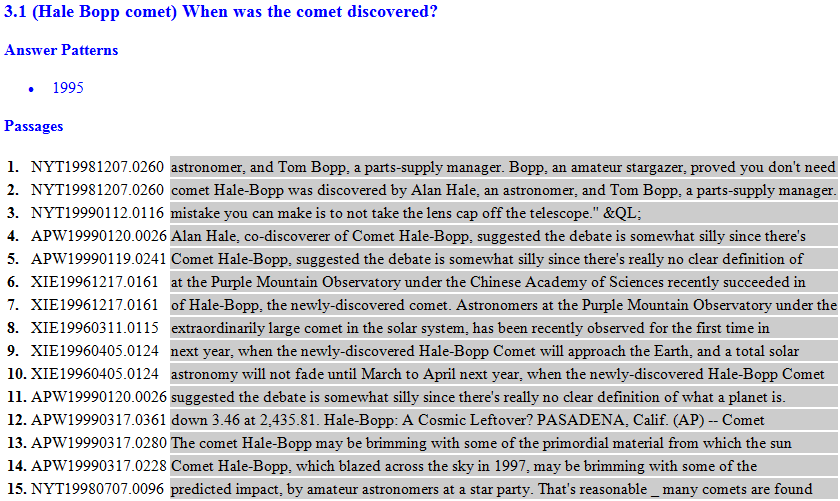 3.1 (Hale Bopp comet) When was the comet discovered?
Answer Patterns
• 1995
Passages
1. NYT19981207.0260 astronomer, and Tom Bopp, a parts-supply manager. Bopp, an amateur stargazer, proved you don't need
2. NYT19981207.0260 comet Hale-Bopp was discovered by Alan Hale, an astronomer, and Tom Bopp, a parts-supply manager.
3. NYT19990112.0116 mistake you can make is to not take the lens cap off the telescope." &QL;
4. APW19990120.0026 Alan Hale, co-discoverer of Comet Hale-Bopp, suggested the debate is somewhat silly since there's
5. APW19990119.0241 Comet Hale-Bopp, suggested the debate is somewhat silly since there's really no clear definition of
6. XIE19961217.0161 at the Purple Mountain Observatory under the Chinese Academy of Sciences recently succeeded in
7. XIE19961217.0161 of Hale-Bopp, the newly-discovered comet. Astronomers at the Purple Mountain Observatory under the
8. XIE19960311.0115 extraordinarily large comet in the solar system, has been recently observed for the first time in
9. XIE19960405.0124 next year, when the newly-discovered Hale-Bopp Comet will approach the Earth, and a total solar
10. XIE19960405.0124 astronomy will not fade until March to April next year, when the newly-discovered Hale-Bopp Comet
11. APW19990120.0026 suggested the debate is somewhat silly since there's really no clear definition of what a planet is.
12. APW19990317.0361 down 3.46 at 2,435.81. Hale-Bopp: A Cosmic Leftover? PASADENA, Calif. (AP) -- Comet
13. APW19990317.0280 The comet Hale-Bopp may be brimming with some of the primordial material from which the sun
14. APW19990317.0228 Comet Hale-Bopp, which blazed across the sky in 1997, may be brimming with some of the
15. NYT19980707.0096 predicted impact, by amateur astronomers at a star party. That's reasonable _ many comets are found